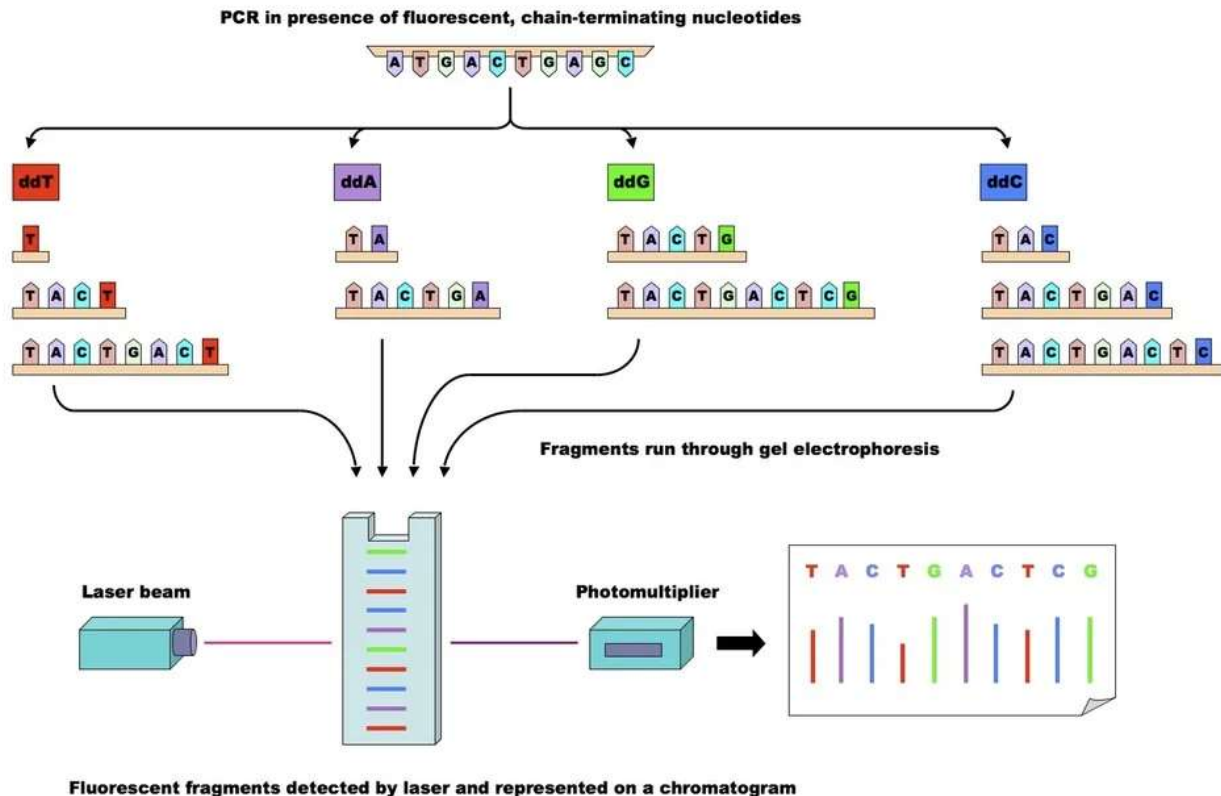 PCR in presence of fluorescent, chain-terminating nucleotides
A T G A C T G A G C
ddT ddA ddG ddC
T
T A C T
T A C T G A C T
T A
T A C T G A
T A C T G
T A C T G A C T C G
T A C
T A C T G A C
T A C T G A C T C
Fragments run through gel electrophoresis
Laser beam
Photomultiplier
T A C T G A C T C G
Fluorescent fragments detected by laser and represented on a chromatogram